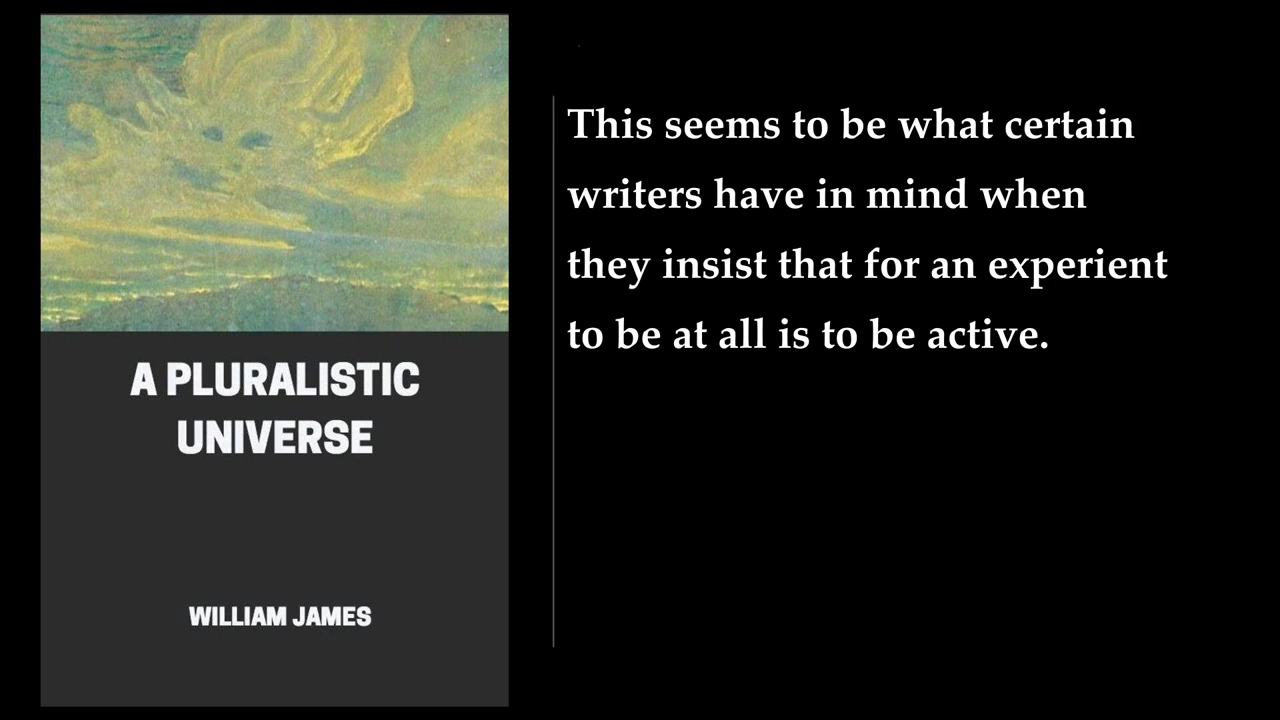 A PLURALISTIC
UNIVERSE
WILLIAM JAMES
This seems to be what certain
writers have in mind when
they insist that for an experient
to be at all is to be active.